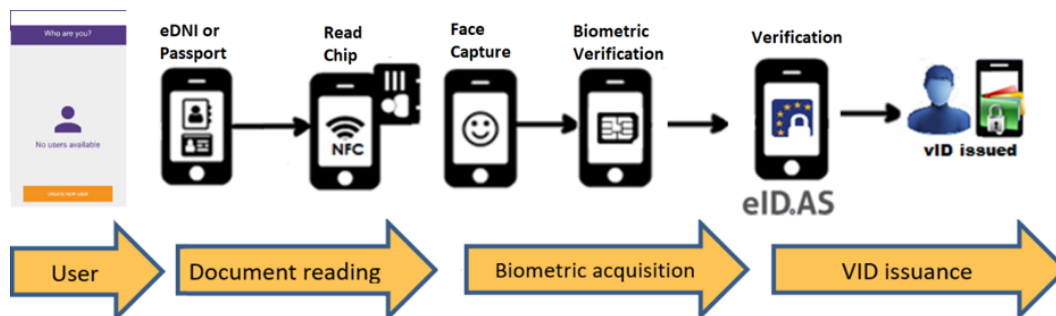 Who are you?
No users available
CREATE NEW USER
eDNI or
Passport
Read
Chip
NFC
Face
Capture
Biometric
Verification
Verification
eID.AS
vID issued
User
Document reading
Biometric acquisition
VID issuance